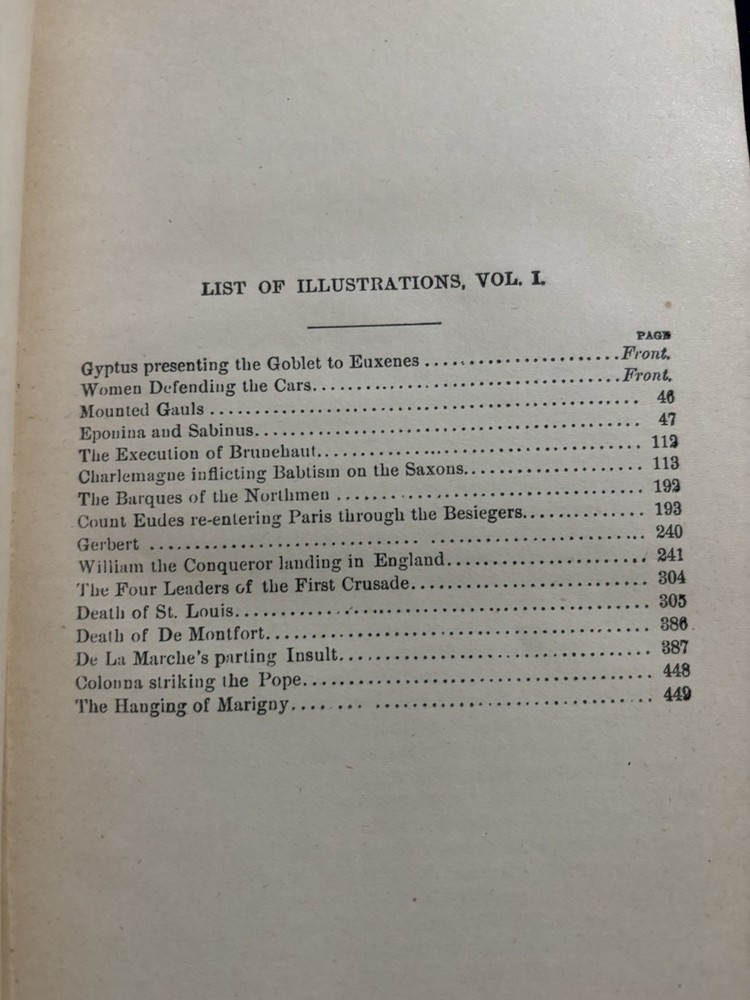 LIST OF ILLUSTRATIONS, VOL. I.
PAGE
Gyptus presenting the Goblet to Euxenes ........................Front.
Women Defending the Cars........................Front.
Mounted Gauls ........................ 46
Eponina and Sabinus........................ 47
The Execution of Brunehaut........................ 112
Charlemagne inflicting Babtism on the Saxons........................ 113
The Barques of the Northmen ........................ 192
Count Eudes re-entering Paris through the Besiegers........................ 193
Gerbert ........................ 240
William the Conqueror landing in England........................ 241
The Four Leaders of the First Crusade........................ 304
Death of St. Louis........................ 305
Death of De Montfort........................ 386
De La Marche's parting Insult........................ 387
Colonna striking the Pope........................ 448
The Hanging of Marigny........................ 449